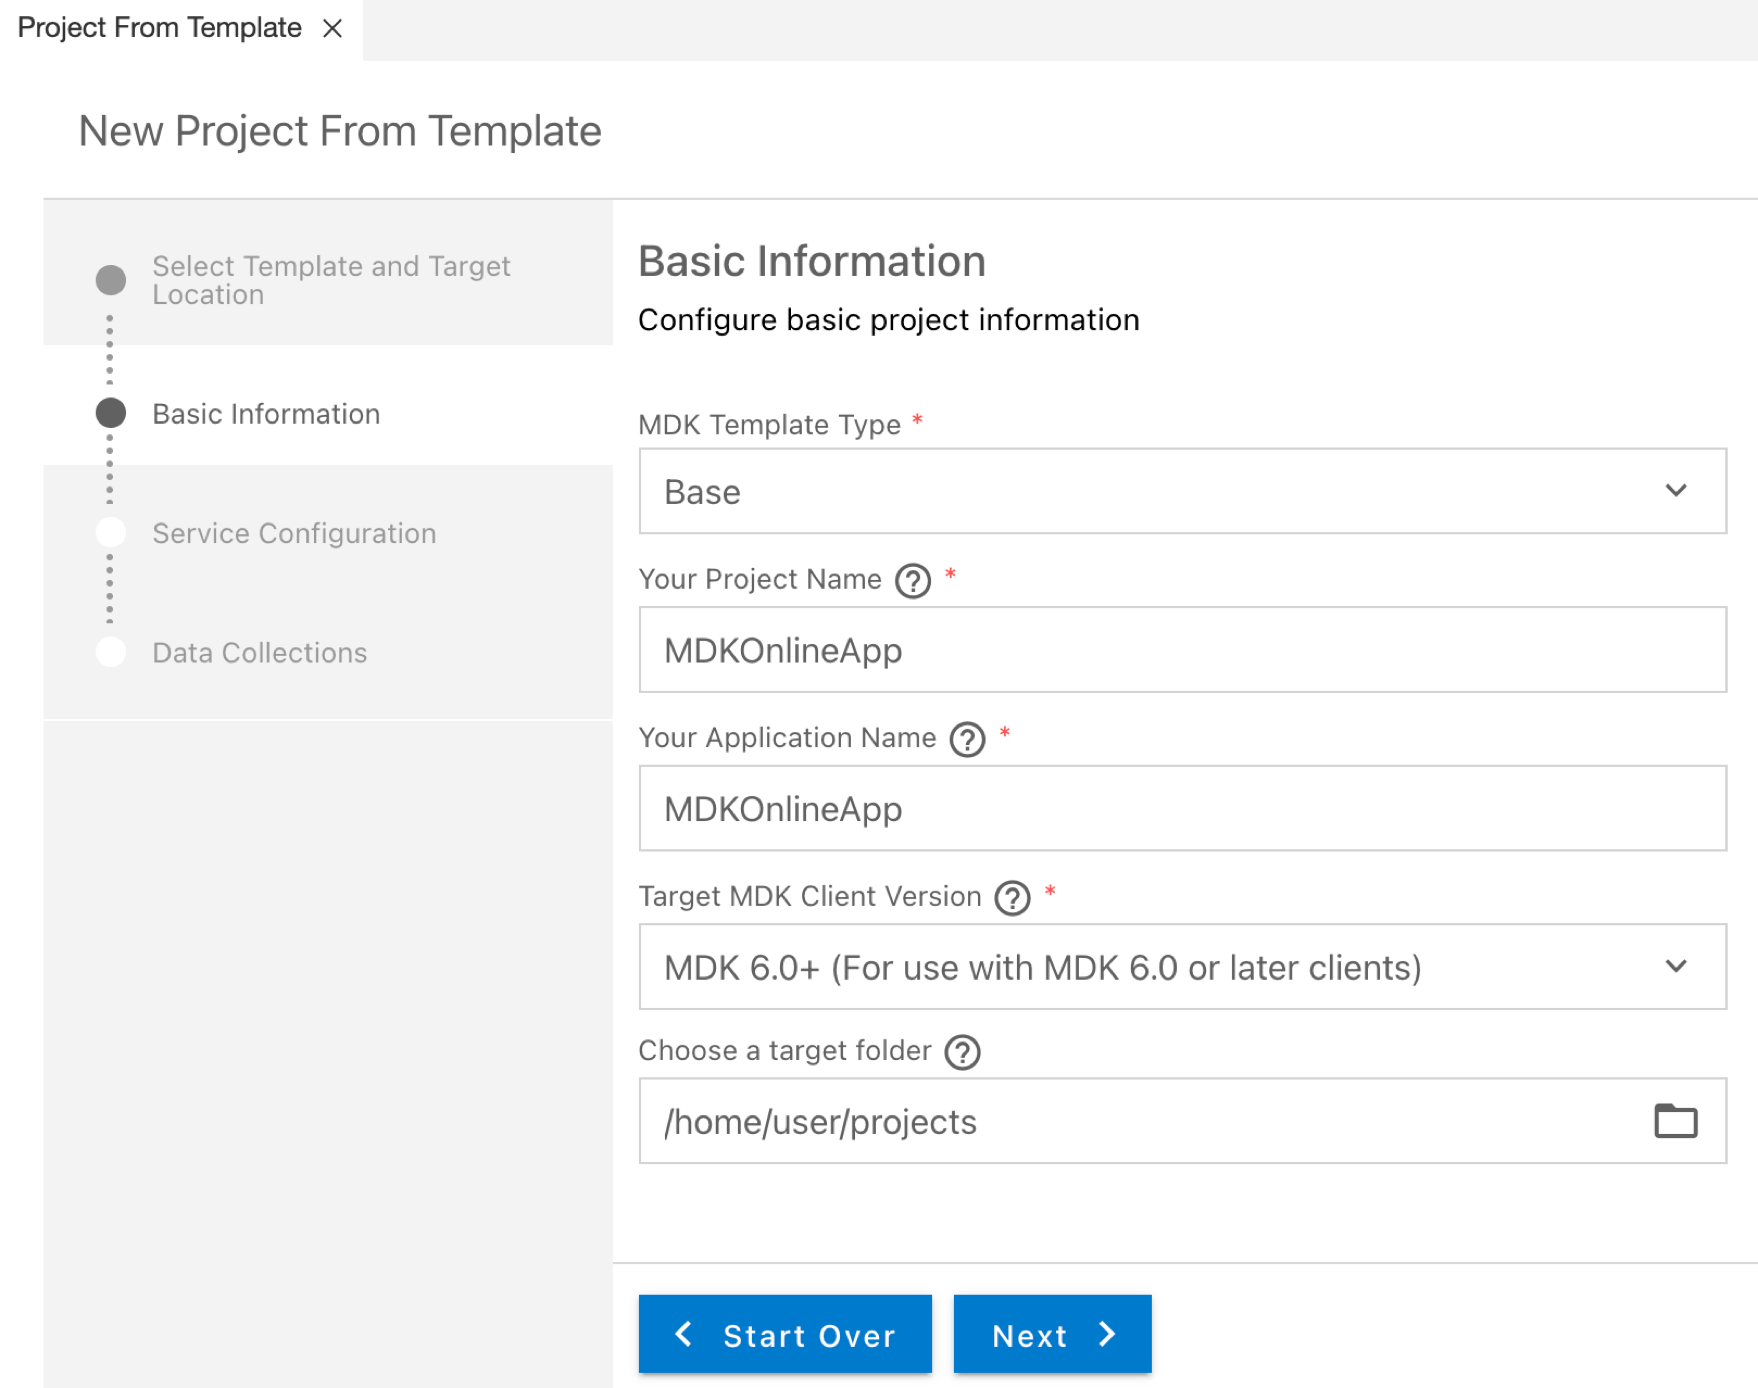 Project From Template
New Project From Template
Select Template and Target
Location
Basic Information
Service Configuration
Data Collections
Basic Information
Configure basic project information
MDK Template Type *
Base
Your Project Name ? *
MDKOnlineApp
Your Application Name ? *
MDKOnlineApp
Target MDK Client Version ? *
MDK 6.0+ (For use with MDK 6.0 or later clients)
Choose a target folder ?
/home/user/projects
Start Over
Next